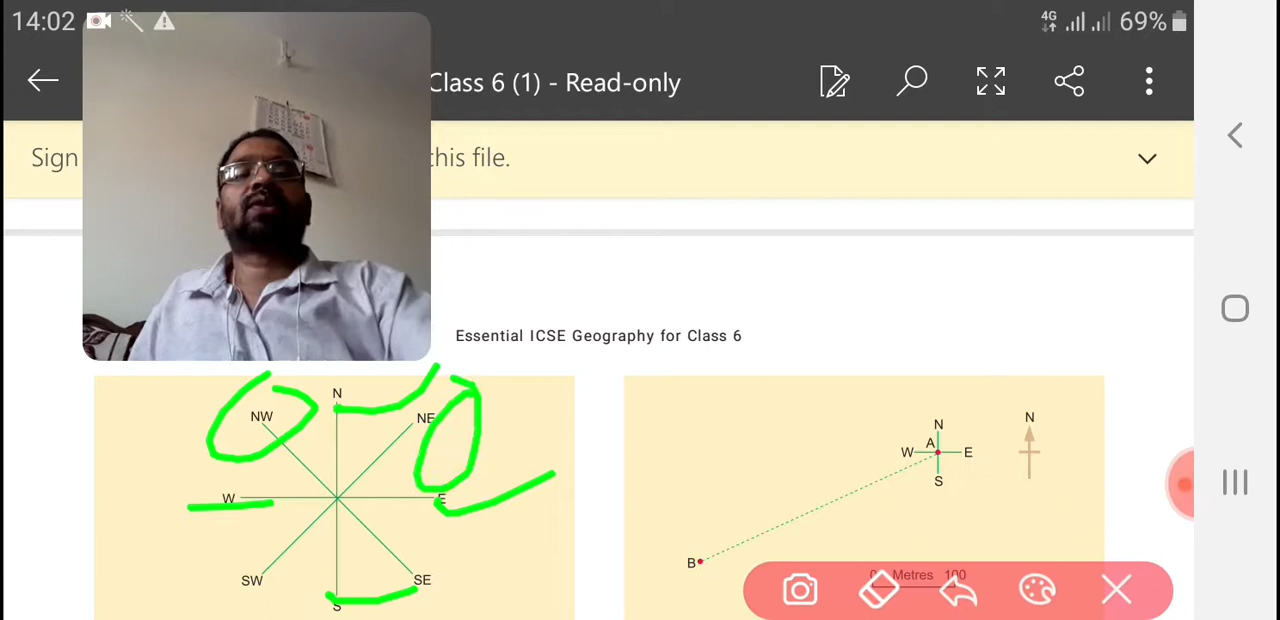 14:02 4G 69%
Class 6 (1) - Read-only
Sign this file.
Essential ICSE Geography for Class 6
N
NW NE
W E
SW SE
S
N
A
W E
S
N
B
0 Metres 100